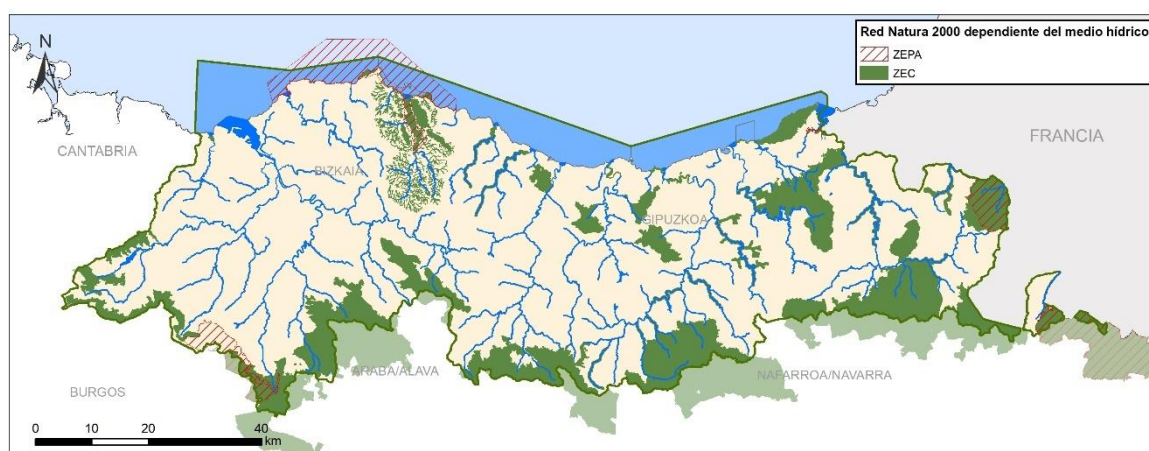 Red Natura 2000 dependiente del medio hídrico
ZEPA
ZEC
N
FRANCIA
CANTABRIA
BIZKAIA
GIPUZKOA
ARABA/ALAVA
NAFARROA/NAVARRA
BURGOS
0 10 20 40
km